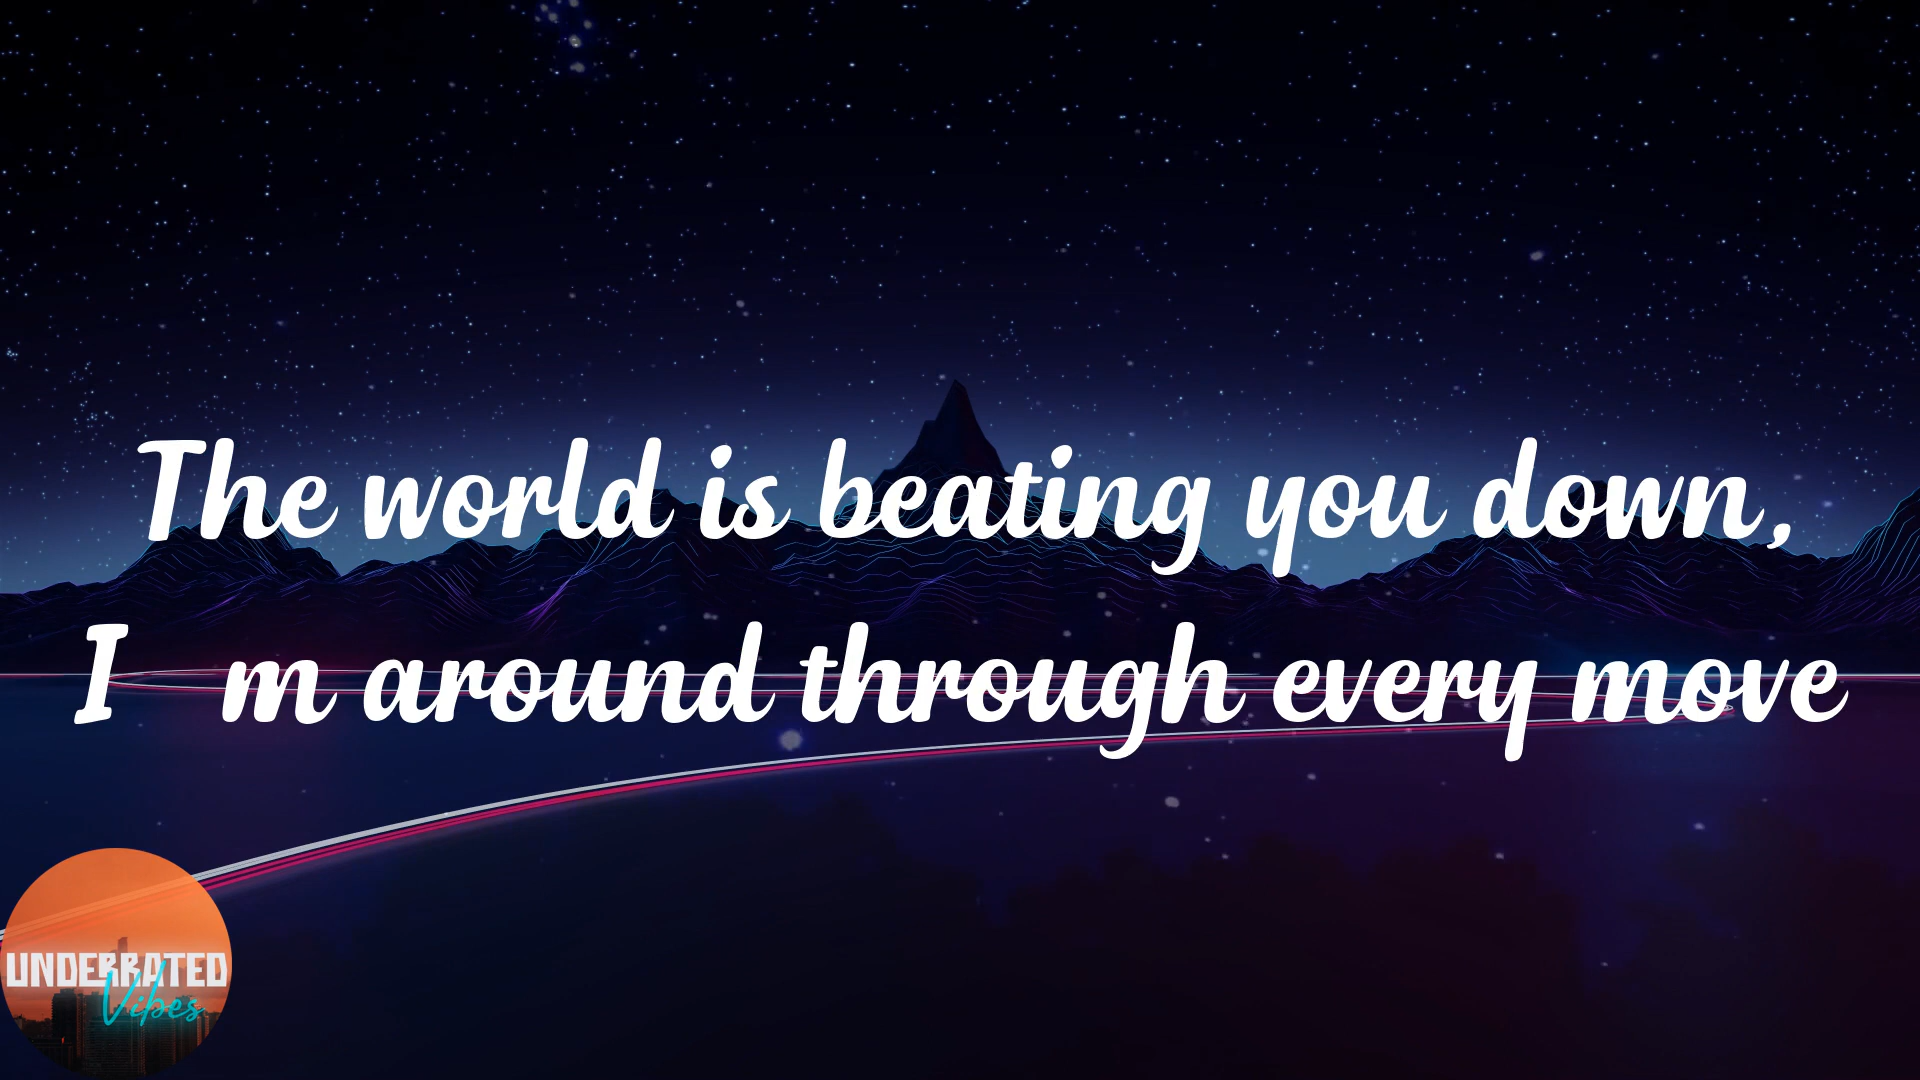 The world is beating you down,
I m around through every move
UNDERRATED
Vibes